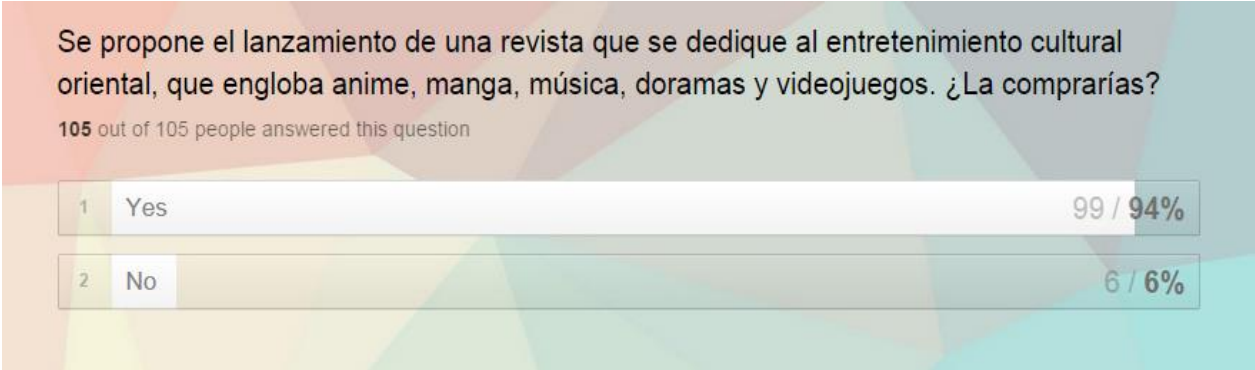 Se propone el lanzamiento de una revista que se dedique al entretenimiento cultural
oriental, que engloba anime, manga, música, doramas y videojuegos. ¿La comprarías?
105 out of 105 people answered this question
1 Yes 99 / 94%
2 No 6 / 6%